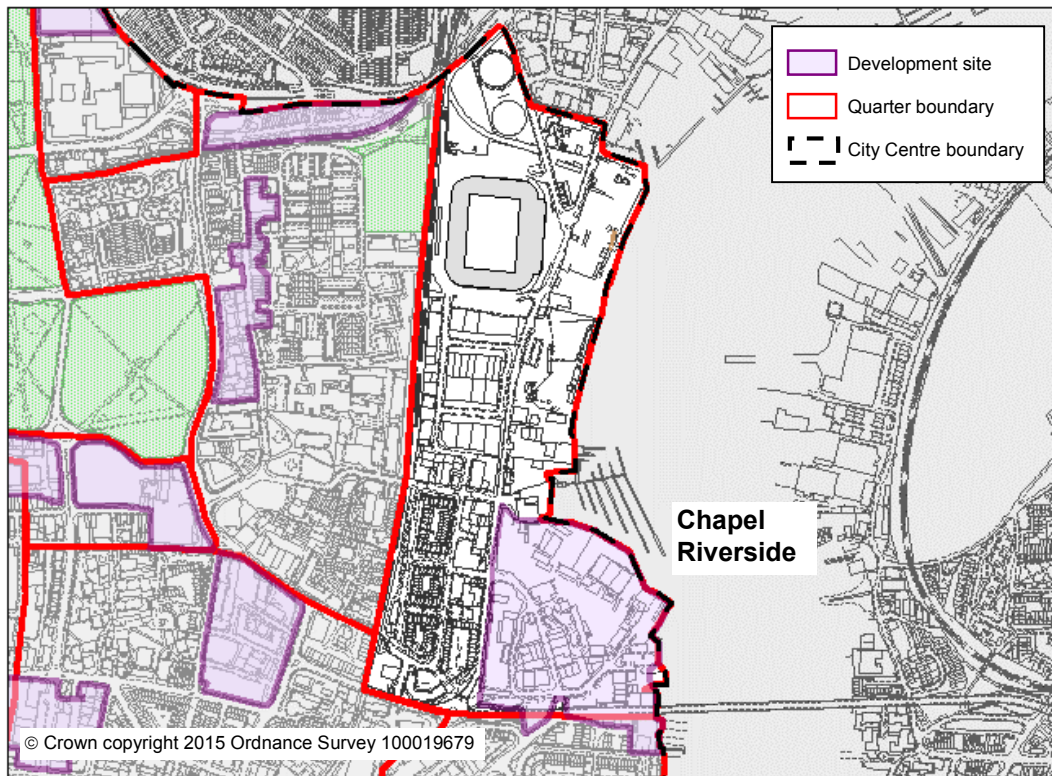 Development site
Quarter boundary
City Centre boundary
Chapel
Riverside
© Crown copyright 2015 Ordnance Survey 100019679